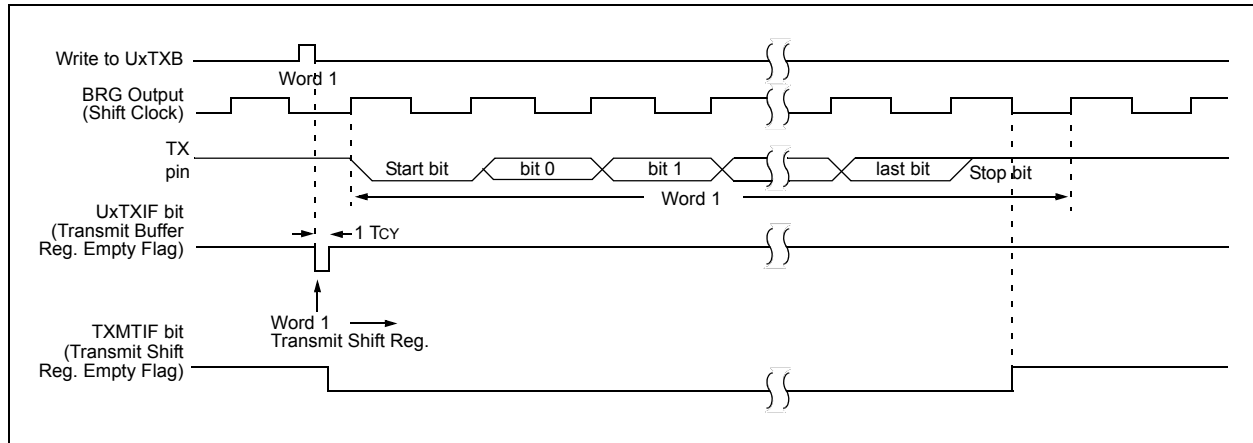 Write to UxTXB
Word 1
BRG Output
(Shift Clock)
TX
pin
Start bit
bit 0
bit 1
last bit
Stop bit
Word 1
UxTXIF bit
(Transmit Buffer
Reg. Empty Flag)
1 TCY
Word 1
Transmit Shift Reg.
TXMTIF bit
(Transmit Shift
Reg. Empty Flag)